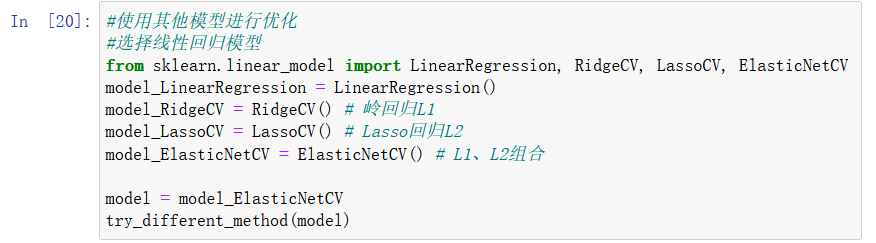 In [20]:
#使用其他模型进行优化
#选择线性回归模型
from sklearn.linear_model import LinearRegression, RidgeCV, LassoCV, ElasticNetCV
model_LinearRegression = LinearRegression()
model_RidgeCV = RidgeCV() # 岭回归L1
model_LassoCV = LassoCV() # Lasso回归L2
model_ElasticNetCV = ElasticNetCV() # L1、L2组合
model = model_ElasticNetCV
try_different_method(model)